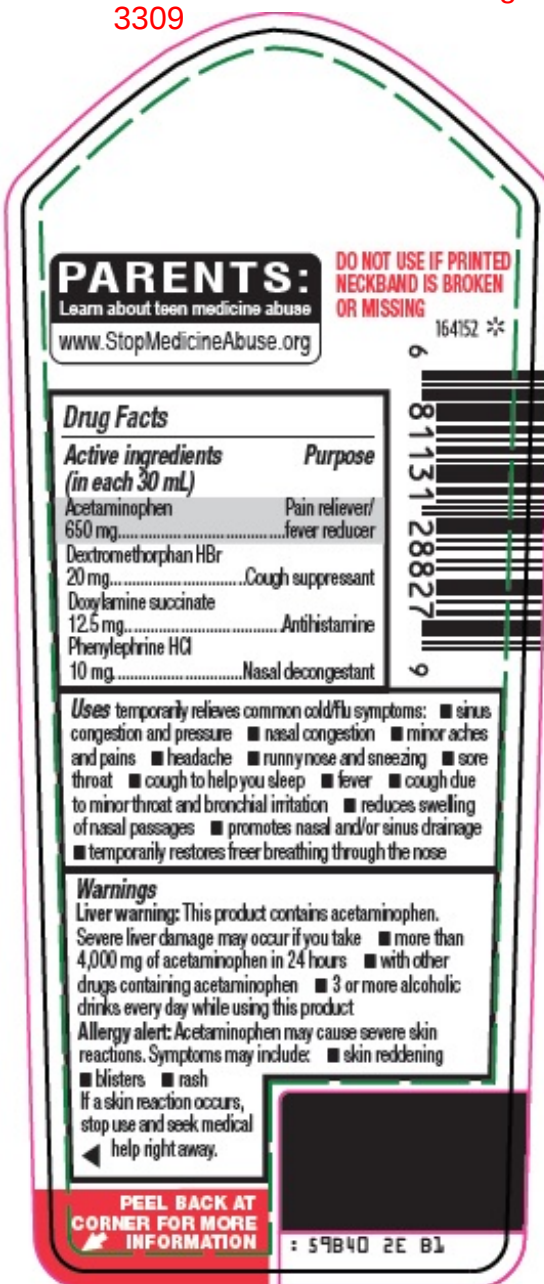 3309
PARENTS:
Learn about teen medicine abuse
www.StopMedicineAbuse.org
DO NOT USE IF PRINTED
NECKBAND IS BROKEN
OR MISSING
164152
6 81131 28827 9
Drug Facts
Active ingredients Purpose
(in each 30 mL)
Acetaminophen Pain reliever/
650 mg......................................fever reducer
Dextromethorphan HBr
20 mg..............................Cough suppressant
Doxylamine succinate
12.5 mg....................................Antihistamine
Phenylephrine HCl
10 mg.............................Nasal decongestant
Uses temporarily relieves common cold/flu symptoms: ■ sinus
congestion and pressure ■ nasal congestion ■ minor aches
and pains ■ headache ■ runny nose and sneezing ■ sore
throat ■ cough to help you sleep ■ fever ■ cough due
to minor throat and bronchial irritation ■ reduces swelling
of nasal passages ■ promotes nasal and/or sinus drainage
■ temporarily restores freer breathing through the nose
Warnings
Liver warning: This product contains acetaminophen.
Severe liver damage may occur if you take ■ more than
4,000 mg of acetaminophen in 24 hours ■ with other
drugs containing acetaminophen ■ 3 or more alcoholic
drinks every day while using this product
Allergy alert: Acetaminophen may cause severe skin
reactions. Symptoms may include: ■ skin reddening
■ blisters ■ rash
If a skin reaction occurs,
stop use and seek medical
help right away.
PEEL BACK AT
CORNER FOR MORE
INFORMATION
: 59840 2E B1